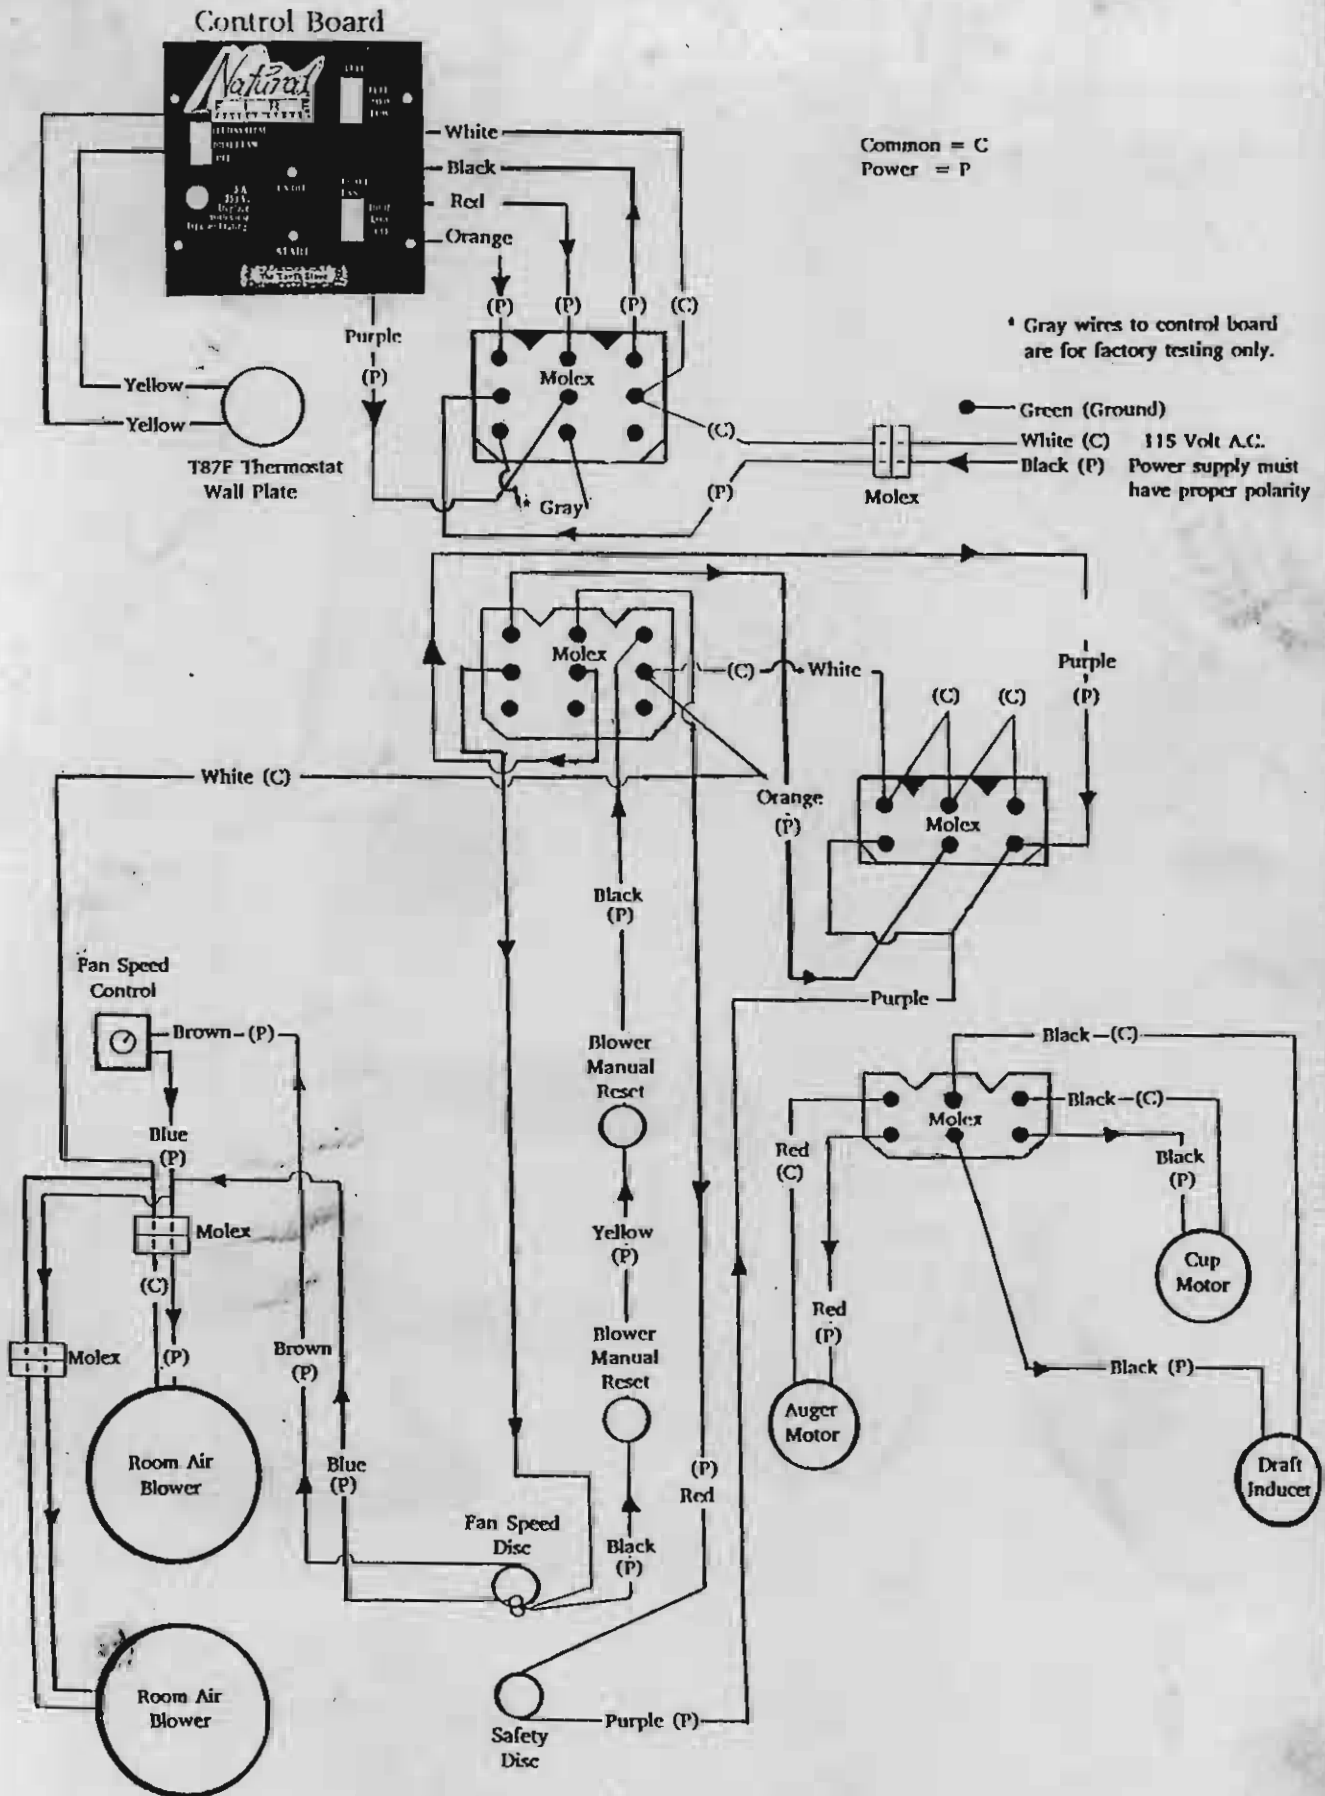 Control Board
Natural
START
The Earth Stove
White
Black
Red
Orange
Common = C
Power = P
(P)
(P)
(P)
(C)
Purple
(P)
Molex
* Gray wires to control board
are for factory testing only.
Yellow
Yellow
T87F Thermostat
Wall Plate
Green (Ground)
(C)
White (C) 115 Volt A.C.
Black (P) Power supply must
have proper polarity
Molex
(P)
* Gray
Molex
(C)
White
Purple
(P)
(C)
(C)
White (C)
Orange
(P)
Molex
Black
(P)
Fan Speed
Control
Brown (P)
Purple
Blower
Manual
Reset
Black (C)
Molex
Black (C)
Blue
(P)
Red
(C)
Black
(P)
Molex
Yellow
(P)
(C)
Cup
Motor
Red
(P)
Molex
(P)
Brown
(P)
Blower
Manual
Reset
Black (P)
Auger
Motor
Room Air
Blower
Blue
(P)
(P)
Red
Draft
Inducer
Fan Speed
Disc
Black
(P)
Room Air
Blower
Purple (P)
Safety
Disc